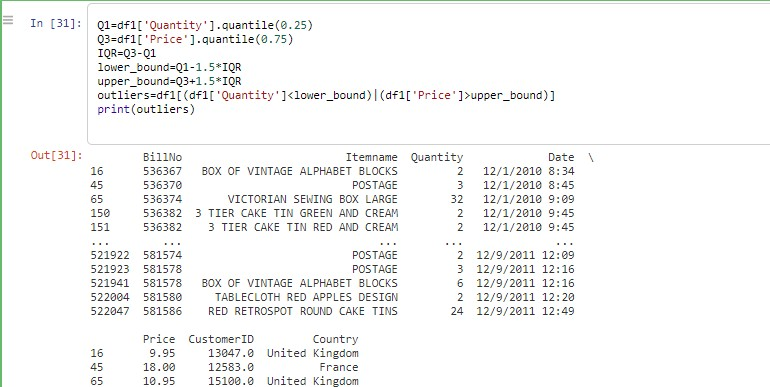 In [31]: Q1=df1['Quantity'].quantile(0.25)
Q3=df1['Price'].quantile(0.75)
IQR=Q3-Q1
lower_bound=Q1-1.5*IQR
upper_bound=Q3+1.5*IQR
outliers=df1[(df1['Quantity']<lower_bound)|(df1['Price']>upper_bound)]
print(outliers)
Out[31]: BillNo Itemname Quantity Date \
16 536367 BOX OF VINTAGE ALPHABET BLOCKS 2 12/1/2010 8:34
45 536370 POSTAGE 3 12/1/2010 8:45
65 536374 VICTORIAN SEWING BOX LARGE 32 12/1/2010 9:09
150 536382 3 TIER CAKE TIN GREEN AND CREAM 2 12/1/2010 9:45
151 536382 3 TIER CAKE TIN RED AND CREAM 2 12/1/2010 9:45
... ... ... ... ...
521922 581574 POSTAGE 2 12/9/2011 12:09
521923 581578 POSTAGE 3 12/9/2011 12:16
521941 581578 BOX OF VINTAGE ALPHABET BLOCKS 6 12/9/2011 12:16
522004 581580 TABLECLOTH RED APPLES DESIGN 2 12/9/2011 12:20
522047 581586 RED RETROSPOT ROUND CAKE TINS 24 12/9/2011 12:49
Price CustomerID Country
16 9.95 13047.0 United Kingdom
45 18.00 12583.0 France
65 10.95 15100.0 United Kingdom